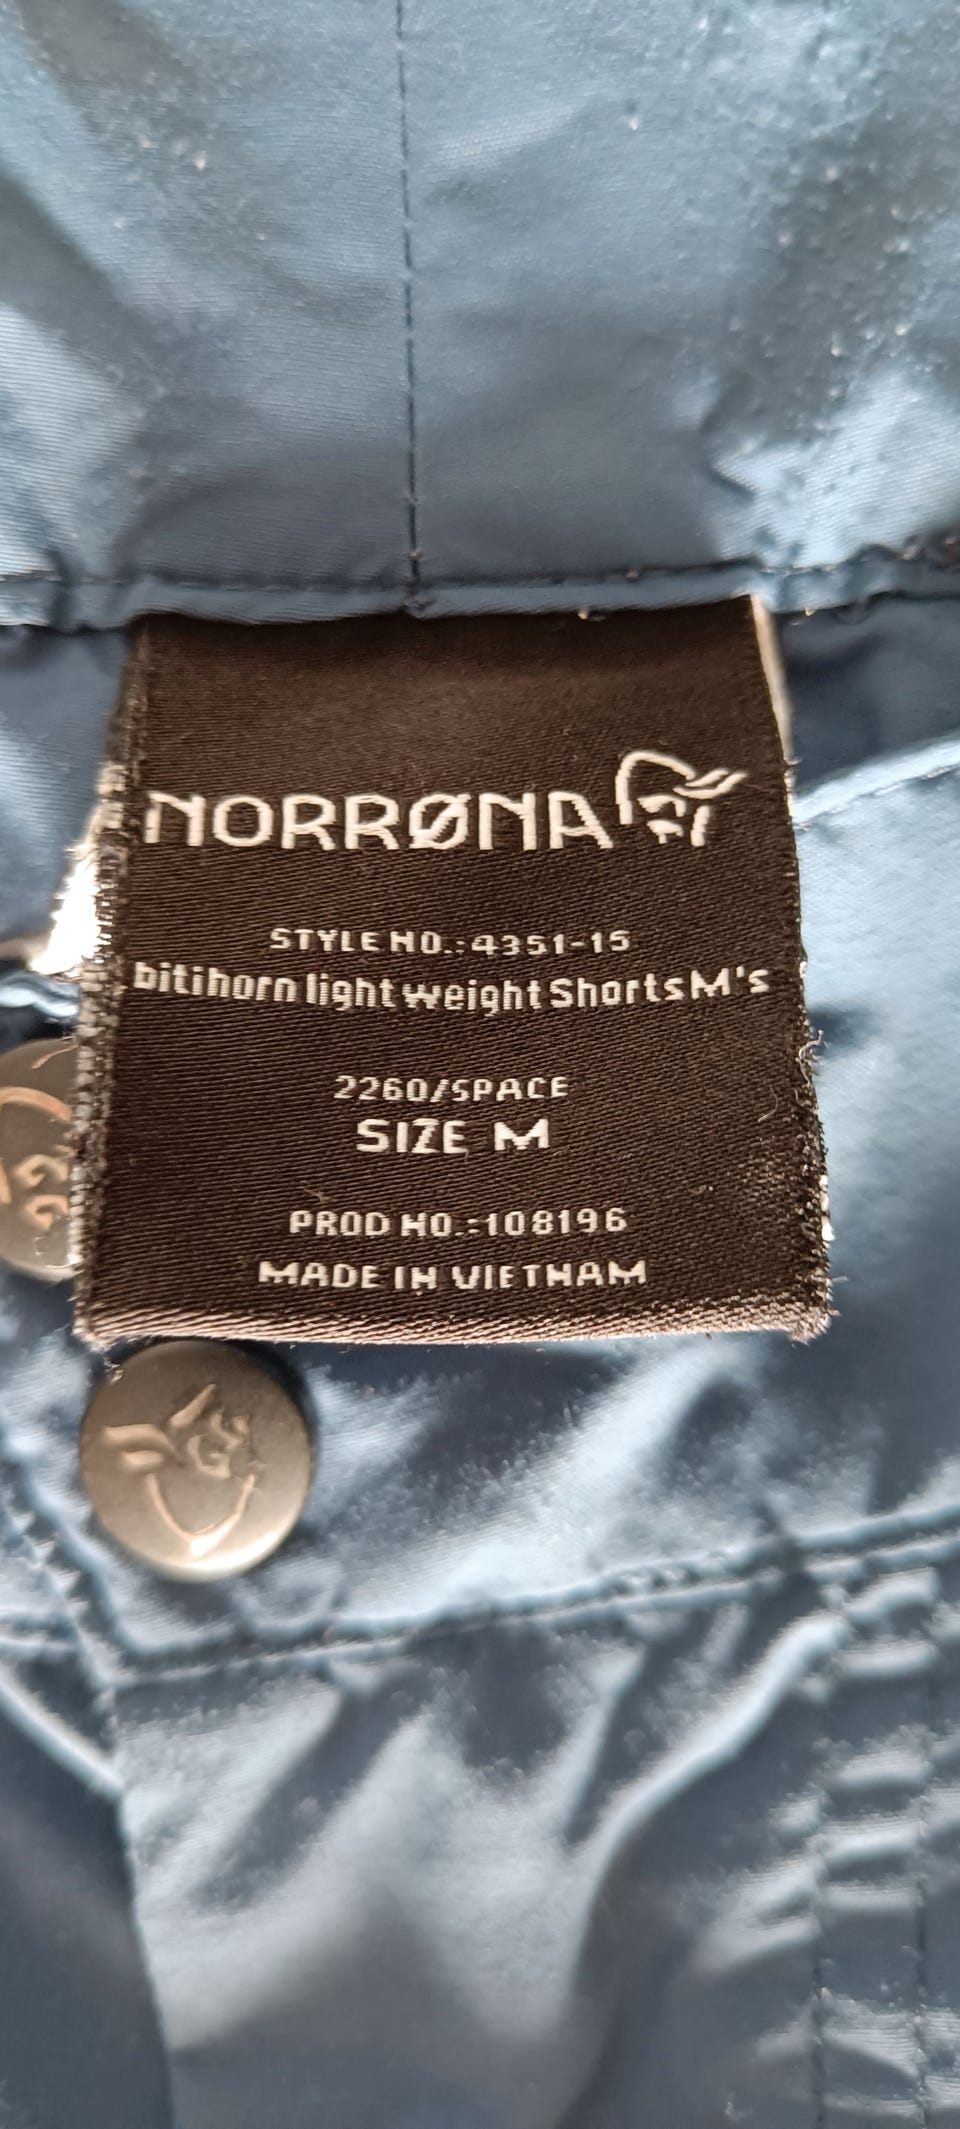 NORRØNA
STYLE NO.:4351-15
bitihorn light weight Shorts M's
2260/SPACE
SIZE M
PROD NO.:108196
MADE IN VIETNAM